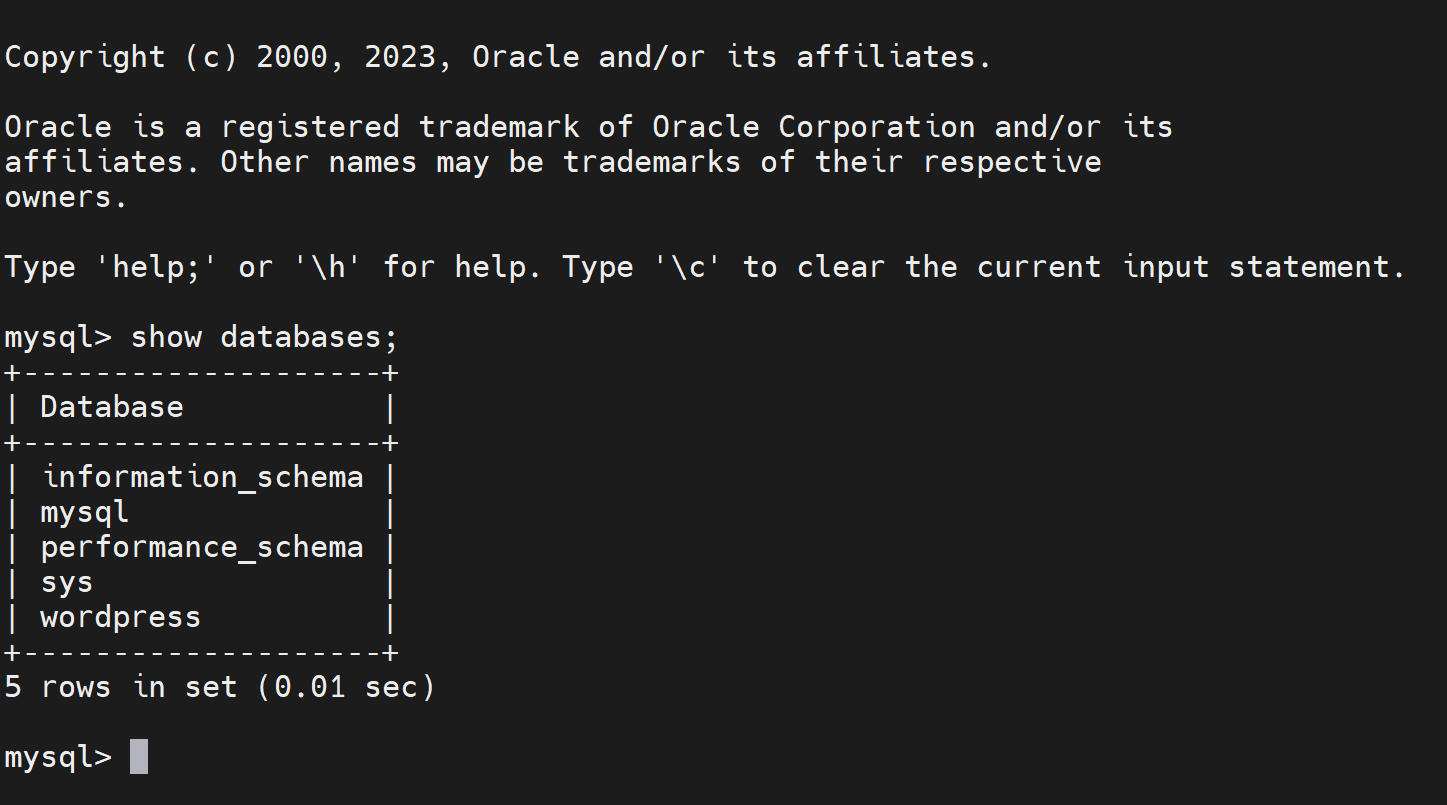 Copyright (c) 2000, 2023, Oracle and/or its affiliates.
Oracle is a registered trademark of Oracle Corporation and/or its
affiliates. Other names may be trademarks of their respective
owners.
Type 'help;' or '\h' for help. Type '\c' to clear the current input statement.
mysql> show databases;
+--------------------+
| Database           |
+--------------------+
| information_schema |
| mysql              |
| performance_schema |
| sys                |
| wordpress          |
+--------------------+
5 rows in set (0.01 sec)
mysql>